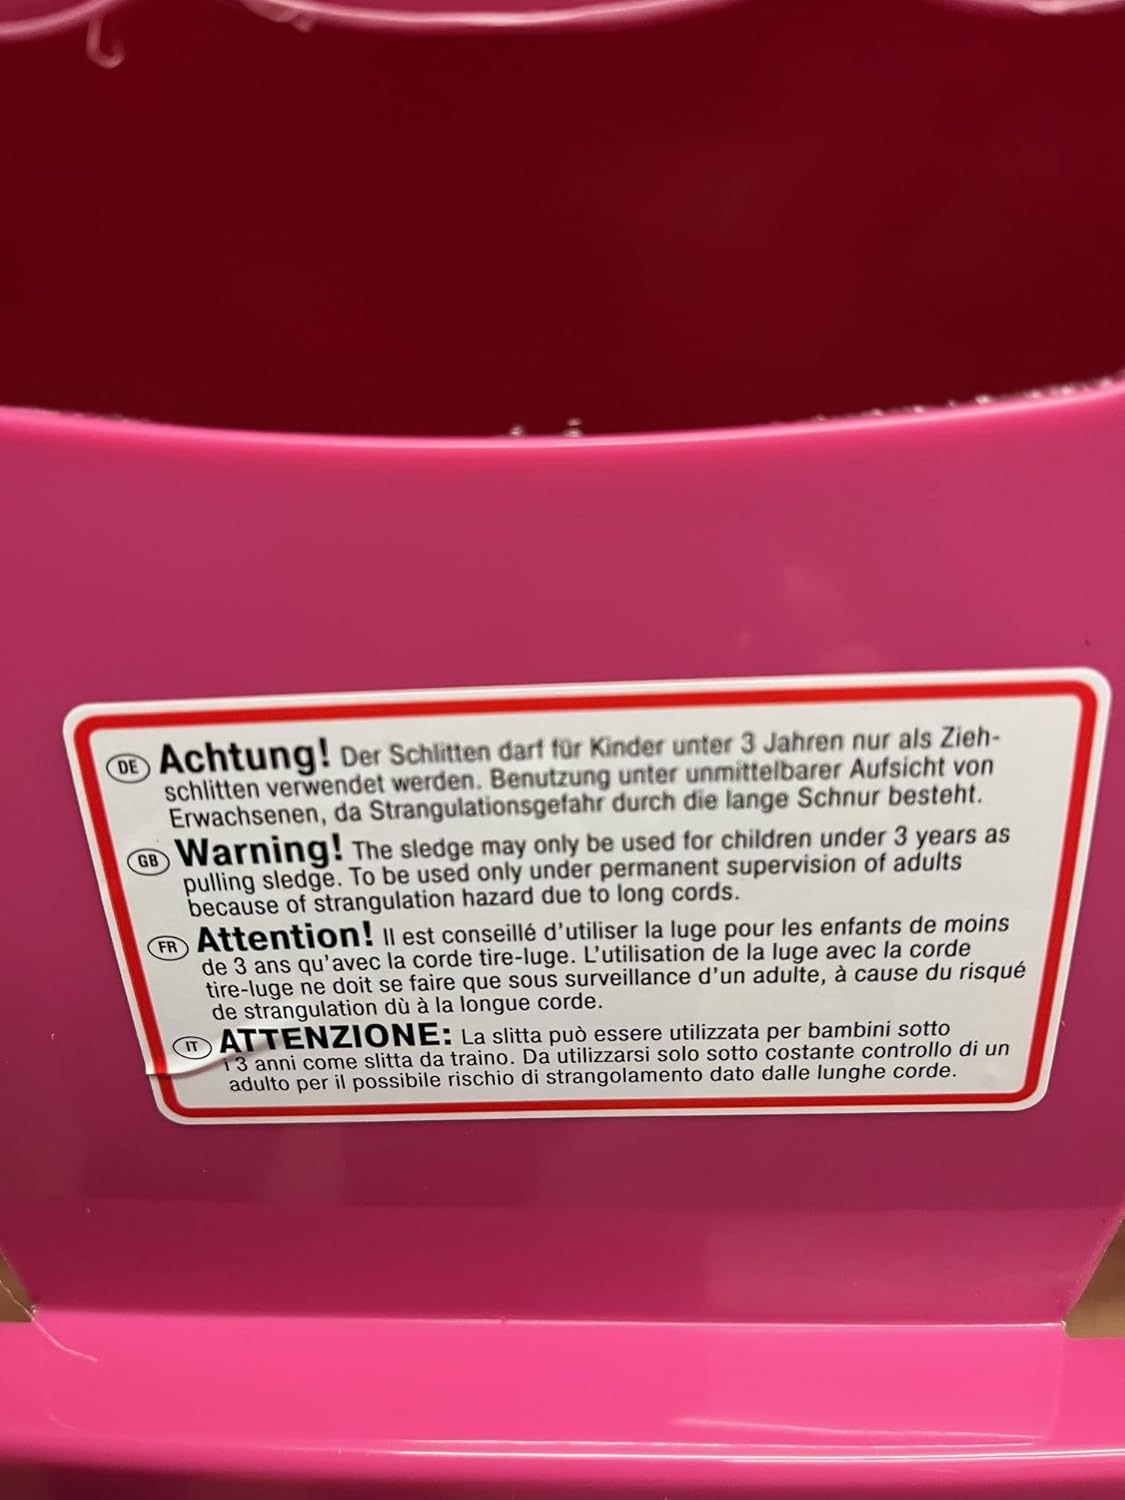 DE Achtung! Der Schlitten darf für Kinder unter 3 Jahren nur als Zieh-
schlitten verwendet werden. Benutzung unter unmittelbarer Aufsicht von
Erwachsenen, da Strangulationsgefahr durch die lange Schnur besteht.
GB Warning! The sledge may only be used for children under 3 years as
pulling sledge. To be used only under permanent supervision of adults
because of strangulation hazard due to long cords.
FR Attention! Il est conseillé d'utiliser la luge pour les enfants de moins
de 3 ans qu'avec la corde tire-luge. L'utilisation de la luge avec la corde
tire-luge ne doit se faire que sous surveillance d'un adulte, à cause du risqué
de strangulation dù à la longue corde.
IT ATTENZIONE: La slitta può essere utilizzata per bambini sotto
i 3 anni come slitta da traino. Da utilizzarsi solo sotto costante controllo di un
adulto per il possibile rischio di strangolamento dato dalle lunghe corde.